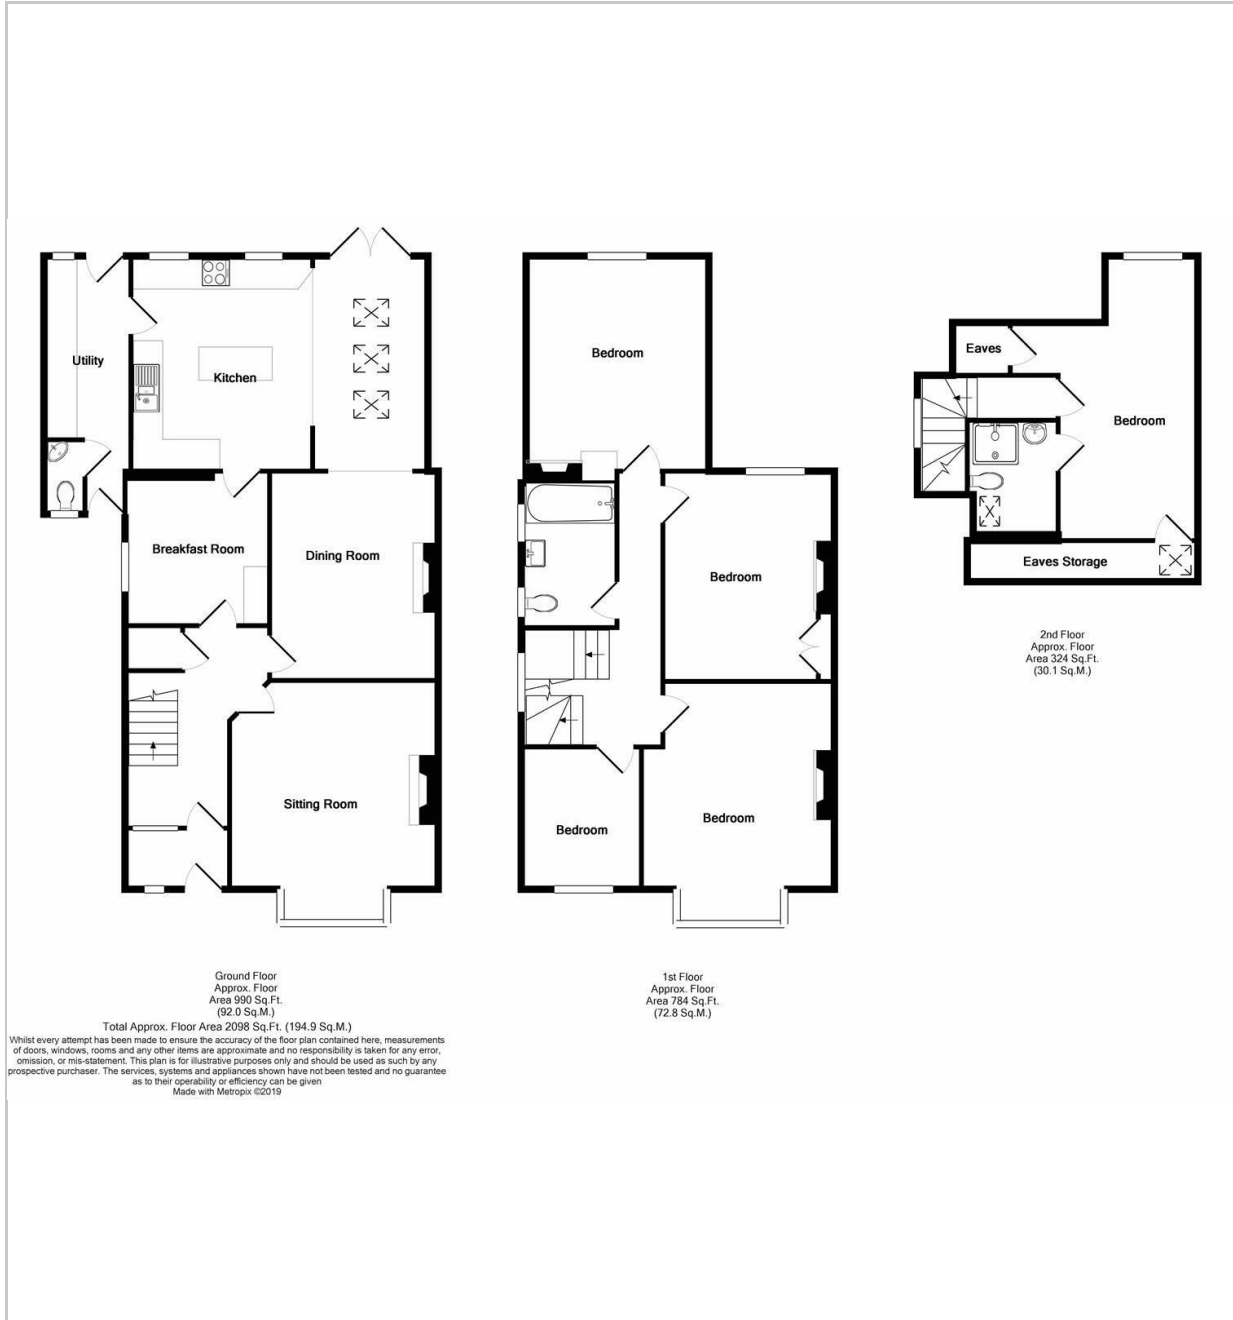 Utility
Kitchen
Breakfast Room
Dining Room
Sitting Room
Ground Floor
Approx. Floor
Area 990 Sq.Ft.
(92.0 Sq.M.)
Bedroom
Bedroom
Bedroom
Bedroom
1st Floor
Approx. Floor
Area 784 Sq.Ft.
(72.8 Sq.M.)
Eaves
Bedroom
Eaves Storage
2nd Floor
Approx. Floor
Area 324 Sq.Ft.
(30.1 Sq.M.)
Total Approx. Floor Area 2098 Sq.Ft. (194.9 Sq.M.)
Whilst every attempt has been made to ensure the accuracy of the floor plan contained here, measurements
of doors, windows, rooms and any other items are approximate and no responsibility is taken for any error,
omission, or mis-statement. This plan is for illustrative purposes only and should be used as such by any
prospective purchaser. The services, systems and appliances shown have not been tested and no guarantee
as to their operability or efficiency can be given
Made with Metropix ©2019